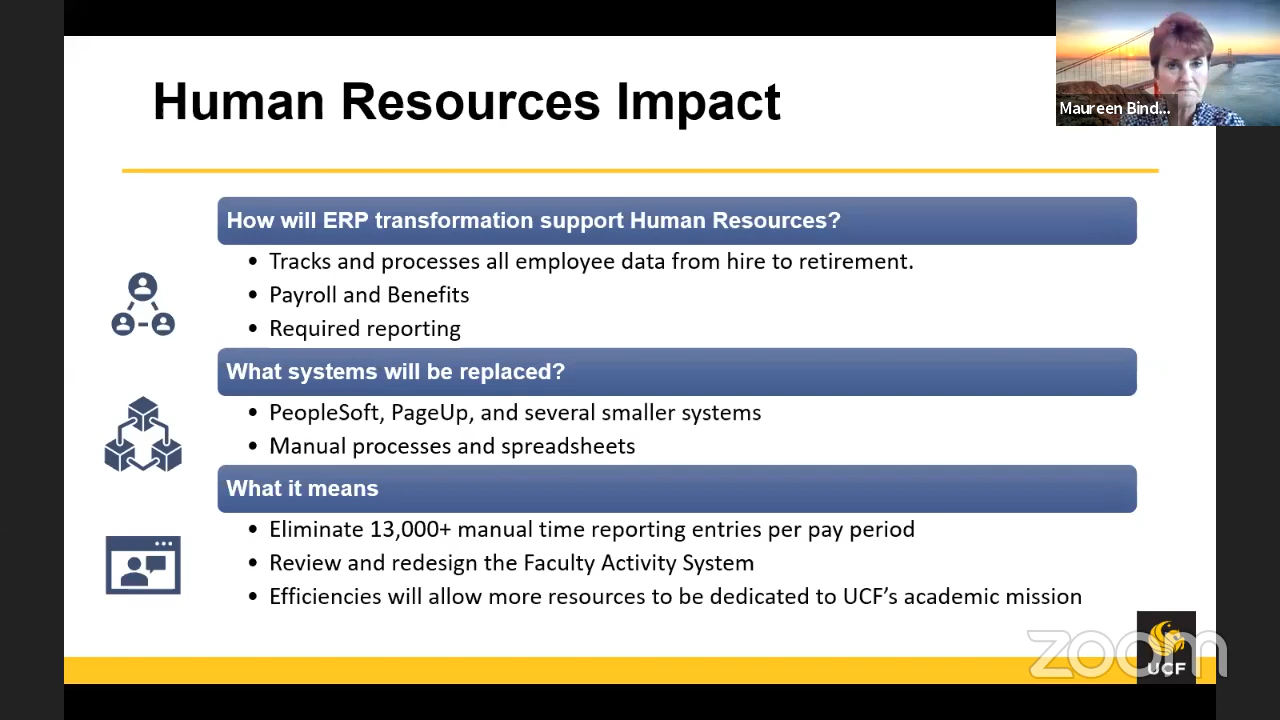 Human Resources Impact
Maureen Bind...
How will ERP transformation support Human Resources?
• Tracks and processes all employee data from hire to retirement.
• Payroll and Benefits
• Required reporting
What systems will be replaced?
• PeopleSoft, PageUp, and several smaller systems
• Manual processes and spreadsheets
What it means
• Eliminate 13,000+ manual time reporting entries per pay period
• Review and redesign the Faculty Activity System
• Efficiencies will allow more resources to be dedicated to UCF’s academic mission
zoom
UCF